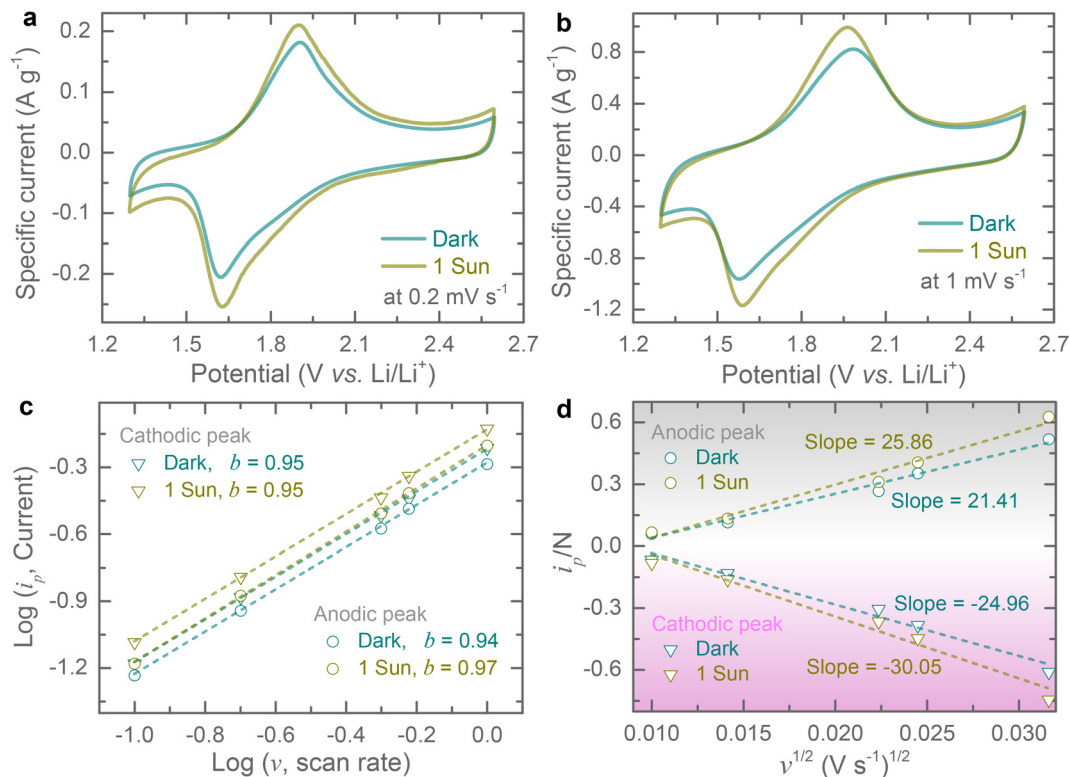 a
Specific current (A g⁻¹)
0.2
0.1
0.0
-0.1
-0.2
Dark
1 Sun
at 0.2 mV s⁻¹
1.2
1.5
1.8
2.1
2.4
2.7
Potential (V vs. Li/Li⁺)
b
Specific current (A g⁻¹)
0.8
0.4
0.0
-0.4
-0.8
-1.2
Dark
1 Sun
at 1 mV s⁻¹
1.2
1.5
1.8
2.1
2.4
2.7
Potential (V vs. Li/Li⁺)
c
Log (iₚ, Current)
-0.3
-0.6
-0.9
-1.2
Cathodic peak
Dark, b = 0.95
1 Sun, b = 0.95
Anodic peak
Dark, b = 0.94
1 Sun, b = 0.97
-1.0
-0.8
-0.6
-0.4
-0.2
0.0
Log (ν, scan rate)
d
iₚ/N
0.6
0.3
0.0
-0.3
-0.6
Anodic peak
Dark
1 Sun
Slope = 25.86
Slope = 21.41
Slope = -24.96
Cathodic peak
Dark
1 Sun
Slope = -30.05
0.010
0.015
0.020
0.025
0.030
ν¹ᐟ² (V s⁻¹)¹ᐟ²